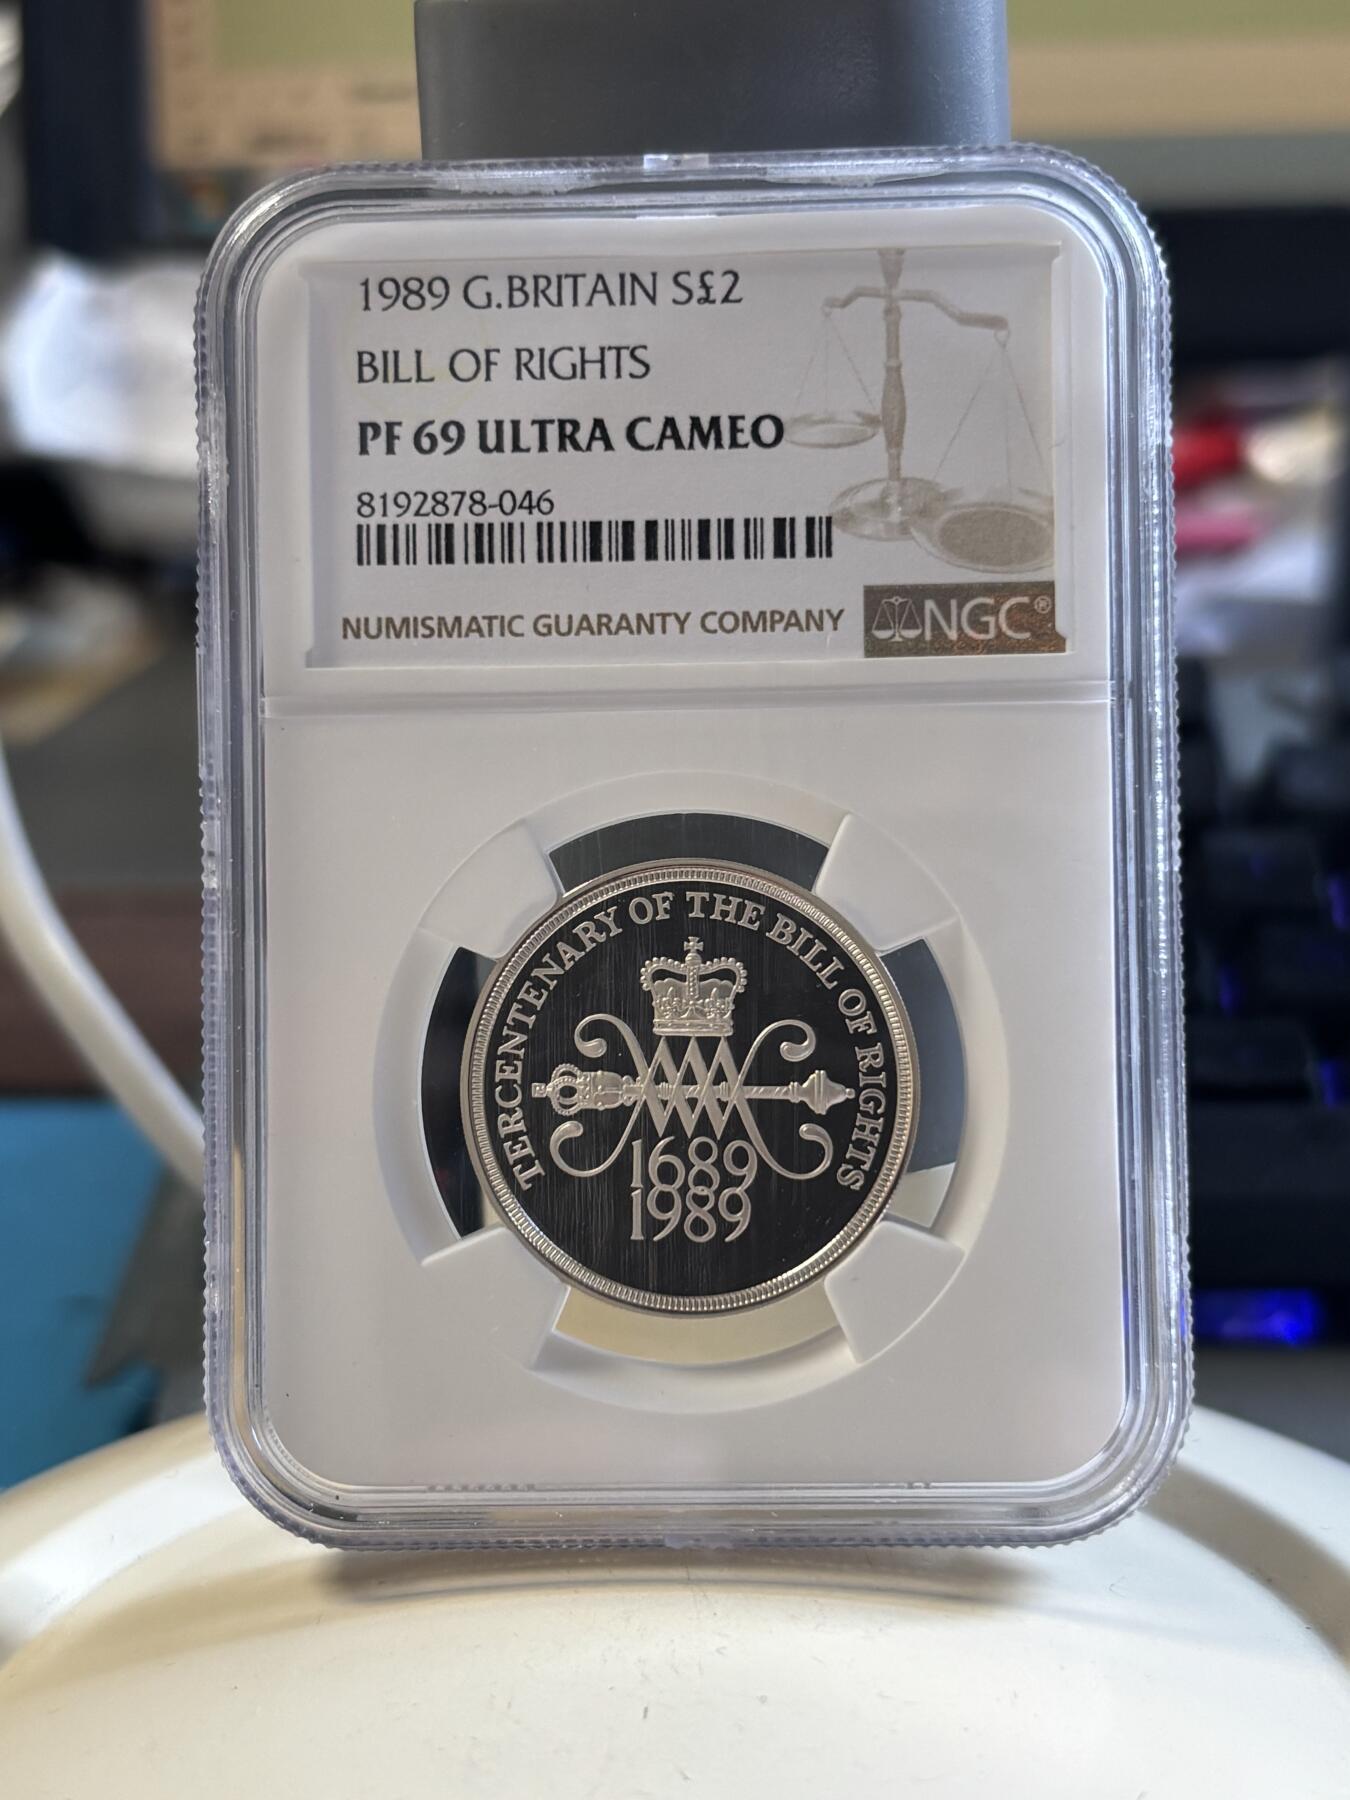 1989 G.BRITAIN S£2
BILL OF RIGHTS
PF 69 ULTRA CAMEO
8192878-046
NUMISMATIC GUARANTY COMPANY
NGC®
TERCENTENARY OF THE BILL OF RIGHTS
1689
1989